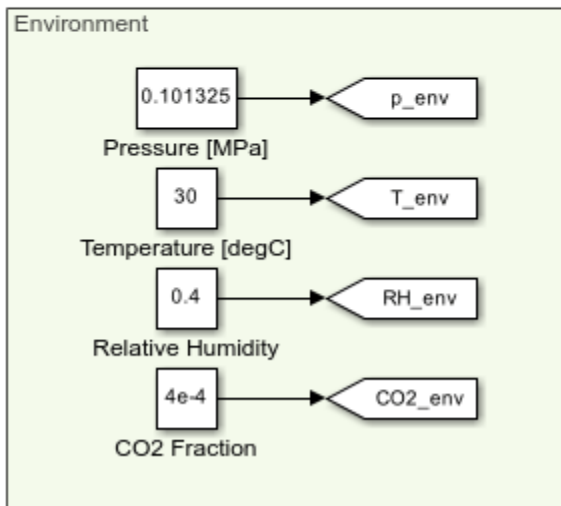 Environment
0.101325
p_env
Pressure [MPa]
30
T_env
Temperature [degC]
0.4
RH_env
Relative Humidity
4e-4
CO2_env
CO2 Fraction